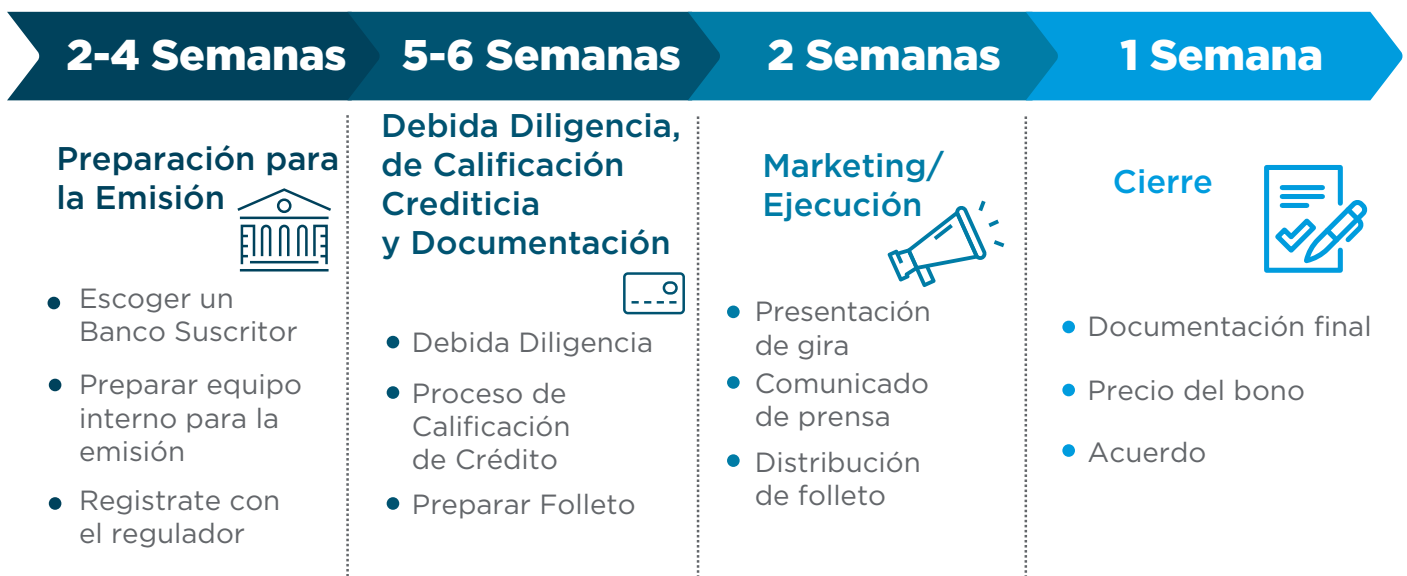 2-4 Semanas
5-6 Semanas
2 Semanas
1 Semana
Preparación para
la Emisión
Escoger un
Banco Suscritor
Preparar equipo
interno para la
emisión
Registrate con
el regulador
Debida Diligencia,
de Calificación
Crediticia
y Documentación
Debida Diligencia
Proceso de
Calificación
de Crédito
Preparar Folleto
Marketing/
Ejecución
Presentación
de gira
Comunicado
de prensa
Distribución
de folleto
Cierre
Documentación final
Precio del bono
Acuerdo